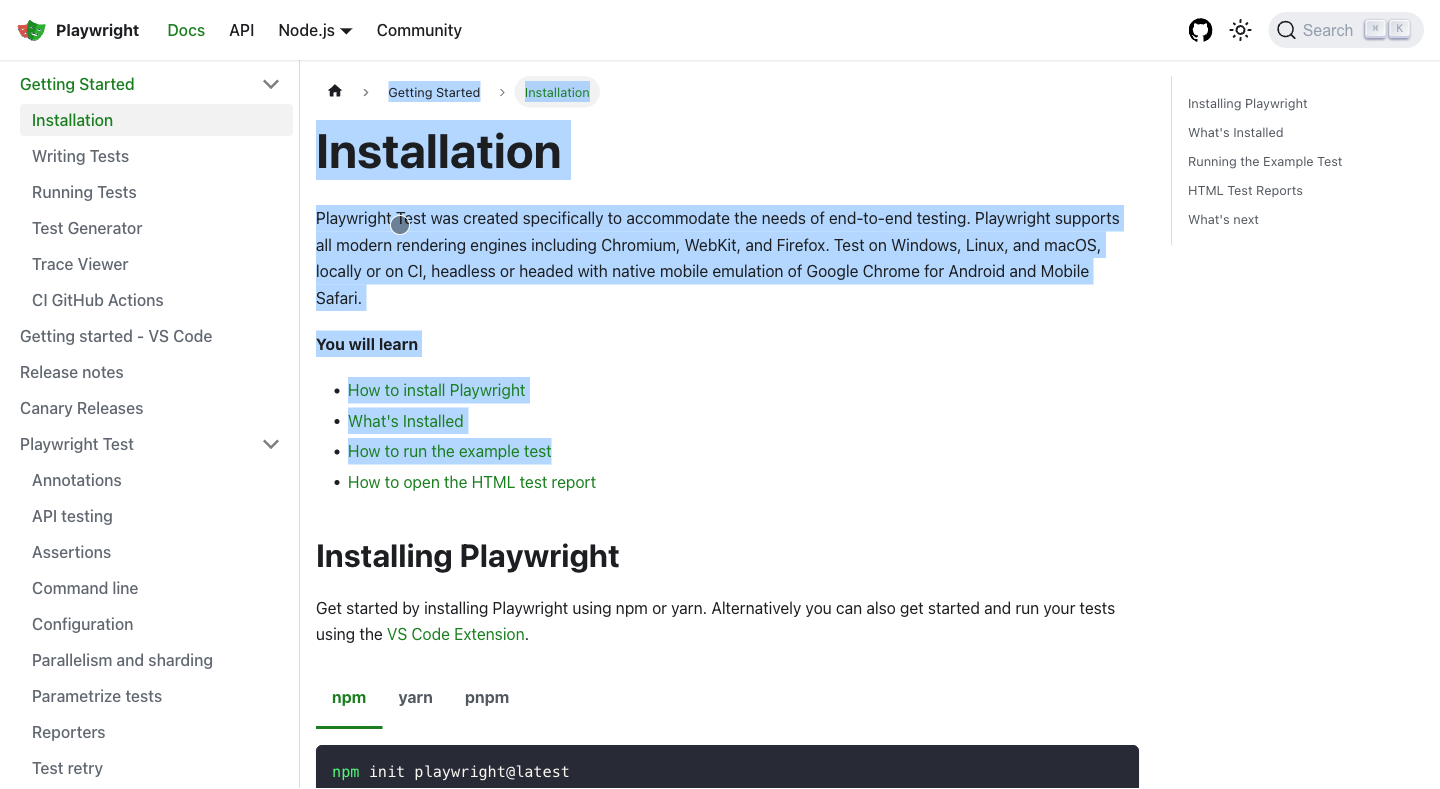 Playwright Docs API Node.js Community Search ⌘ K
Getting Started
Installation
Writing Tests
Running Tests
Test Generator
Trace Viewer
CI GitHub Actions
Getting started - VS Code
Release notes
Canary Releases
Playwright Test
Annotations
API testing
Assertions
Command line
Configuration
Parallelism and sharding
Parametrize tests
Reporters
Test retry
Getting Started Installation
Installation
Playwright Test was created specifically to accommodate the needs of end-to-end testing. Playwright supports
all modern rendering engines including Chromium, WebKit, and Firefox. Test on Windows, Linux, and macOS,
locally or on CI, headless or headed with native mobile emulation of Google Chrome for Android and Mobile
Safari.
You will learn
• How to install Playwright
• What's Installed
• How to run the example test
• How to open the HTML test report
Installing Playwright
Get started by installing Playwright using npm or yarn. Alternatively you can also get started and run your tests
using the VS Code Extension.
npm yarn pnpm
npm init playwright@latest
Installing Playwright
What's Installed
Running the Example Test
HTML Test Reports
What's next